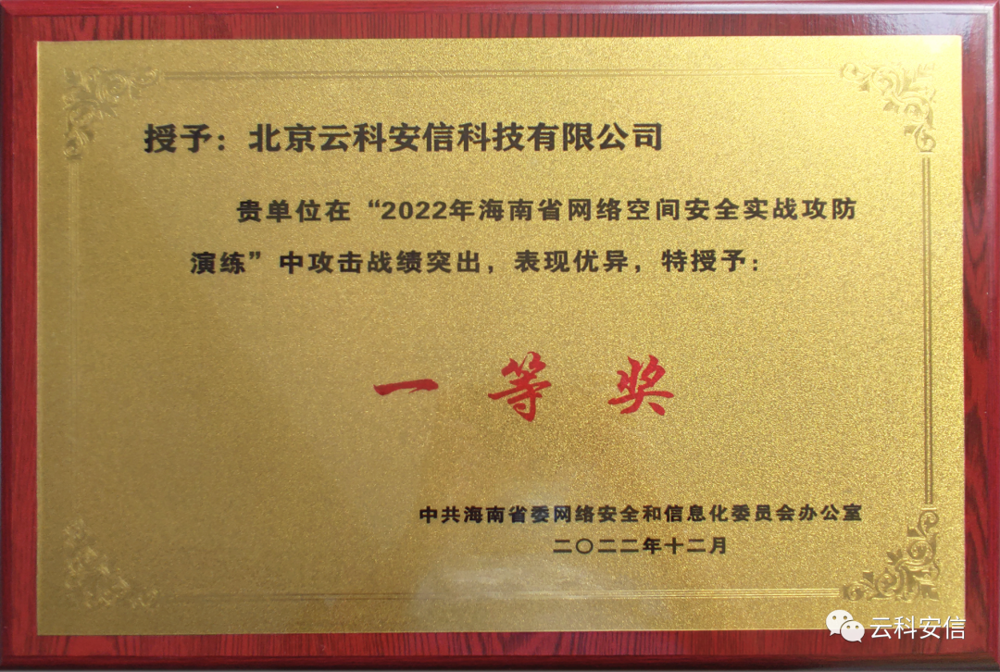 授予：北京云科安信科技有限公司
贵单位在“2022年海南省网络空间安全实战攻防
演练”中攻击战绩突出，表现优异，特授予：
一等奖
中共海南省委网络安全和信息化委员会办公室
二〇二二年十二月
云科安信